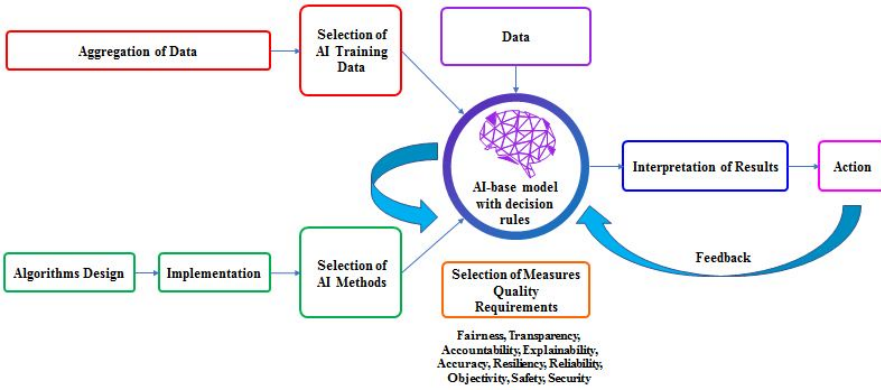 Aggregation of Data
Selection of
AI Training
Data
Data
AI-base model
with decision
rules
Interpretation of Results
Action
Algorithms Design
Implementation
Selection of
AI Methods
Feedback
Selection of Measures
Quality
Requirements
Fairness, Transparency,
Accountability, Explainability,
Accuracy, Resiliency, Reliability,
Objectivity, Safety, Security